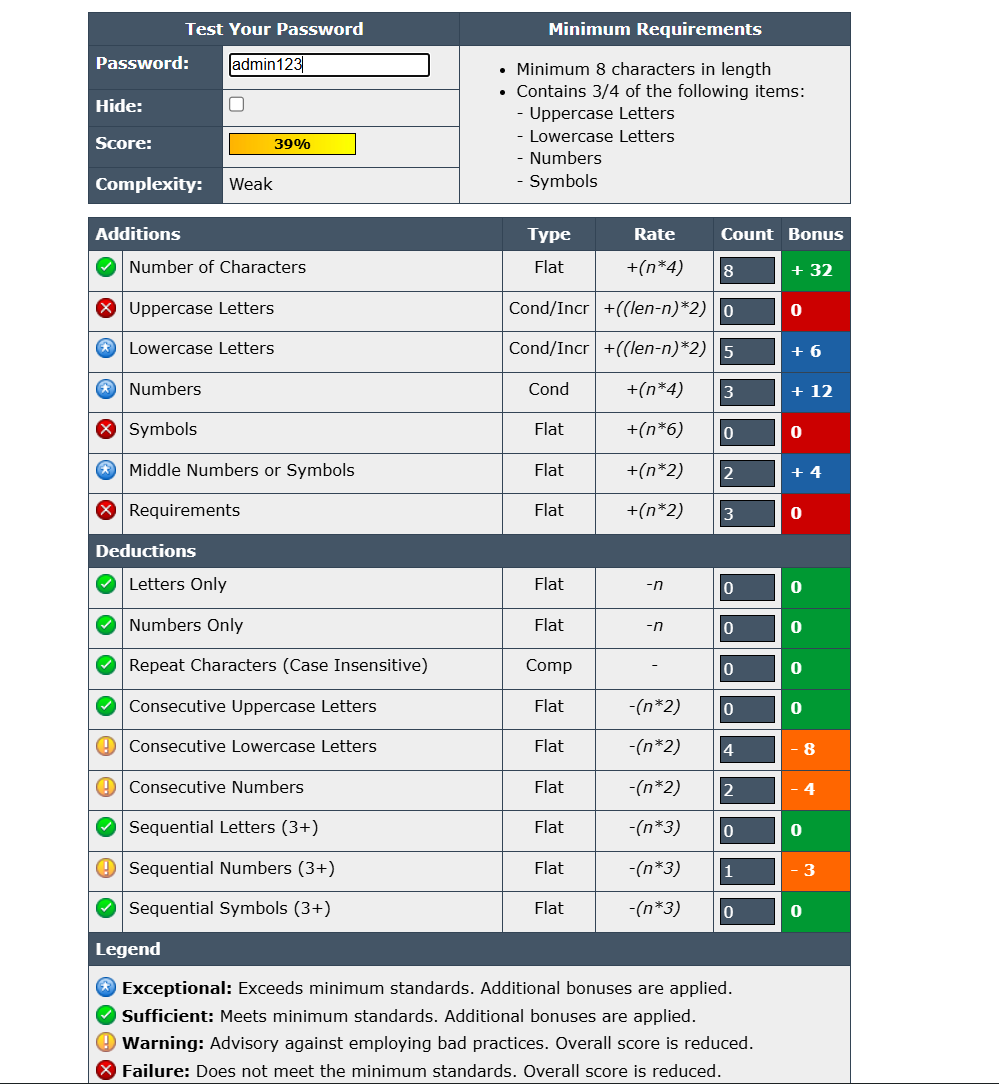 Test Your Password Minimum Requirements
Password: admin123
Hide:
Score: 39%
Complexity: Weak
• Minimum 8 characters in length
• Contains 3/4 of the following items:
- Uppercase Letters
- Lowercase Letters
- Numbers
- Symbols
Additions Type Rate Count Bonus
Number of Characters Flat +(n*4) 8 + 32
Uppercase Letters Cond/Incr +((len-n)*2) 0 0
Lowercase Letters Cond/Incr +((len-n)*2) 5 + 6
Numbers Cond +(n*4) 3 + 12
Symbols Flat +(n*6) 0 0
Middle Numbers or Symbols Flat +(n*2) 2 + 4
Requirements Flat +(n*2) 3 0
Deductions
Letters Only Flat -n 0 0
Numbers Only Flat -n 0 0
Repeat Characters (Case Insensitive) Comp - 0 0
Consecutive Uppercase Letters Flat -(n*2) 0 0
Consecutive Lowercase Letters Flat -(n*2) 4 - 8
Consecutive Numbers Flat -(n*2) 2 - 4
Sequential Letters (3+) Flat -(n*3) 0 0
Sequential Numbers (3+) Flat -(n*3) 1 - 3
Sequential Symbols (3+) Flat -(n*3) 0 0
Legend
Exceptional: Exceeds minimum standards. Additional bonuses are applied.
Sufficient: Meets minimum standards. Additional bonuses are applied.
Warning: Advisory against employing bad practices. Overall score is reduced.
Failure: Does not meet the minimum standards. Overall score is reduced.